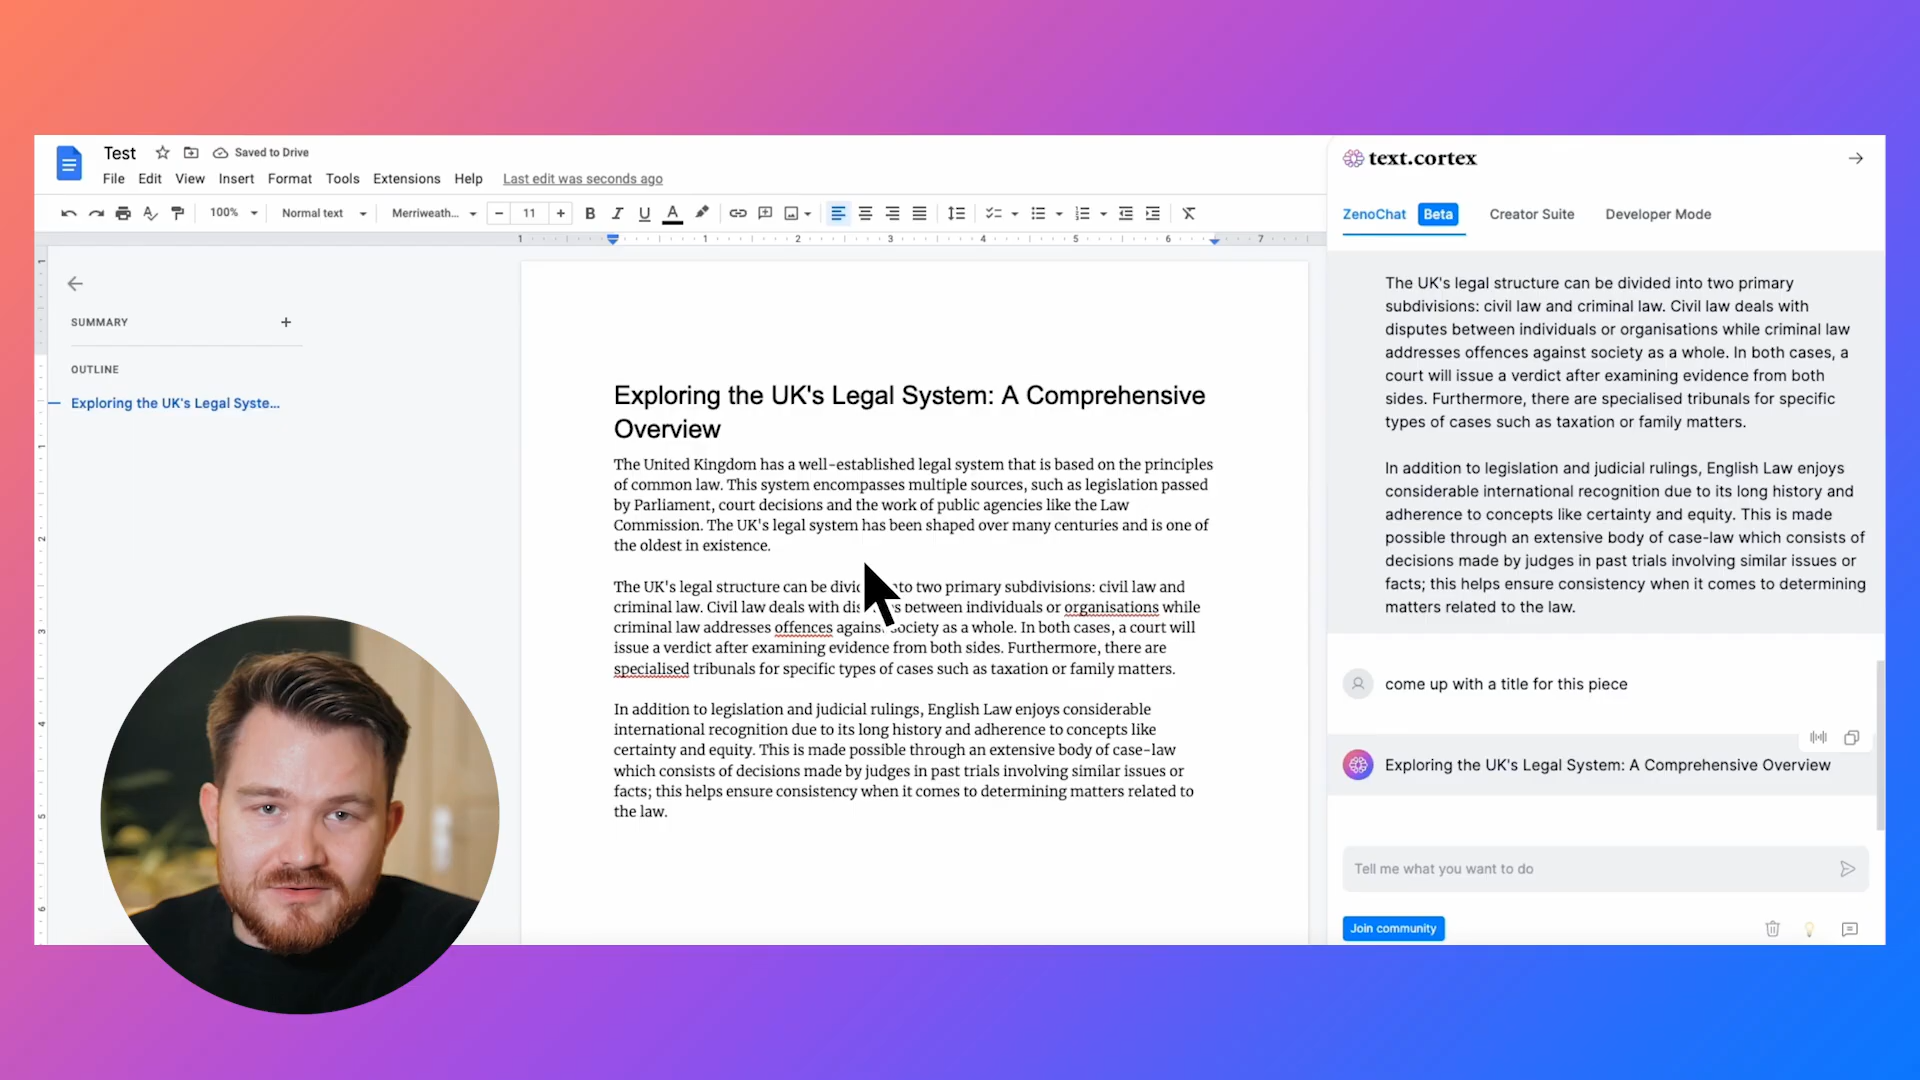 Test
Saved to Drive
File Edit View Insert Format Tools Extensions Help Last edit was seconds ago
100% Normal text Merriweath... − 11 + B I U A
1 1 2 3 4 5 6 7
1
1
2
3
4
5
6
SUMMARY +
OUTLINE
Exploring the UK's Legal Syste...
Exploring the UK's Legal System: A Comprehensive
Overview
The United Kingdom has a well-established legal system that is based on the principles
of common law. This system encompasses multiple sources, such as legislation passed
by Parliament, court decisions and the work of public agencies like the Law
Commission. The UK's legal system has been shaped over many centuries and is one of
the oldest in existence.
The UK's legal structure can be divi to two primary subdivisions: civil law and
criminal law. Civil law deals with di s between individuals or organisations while
criminal law addresses offences against society as a whole. In both cases, a court will
issue a verdict after examining evidence from both sides. Furthermore, there are
specialised tribunals for specific types of cases such as taxation or family matters.
In addition to legislation and judicial rulings, English Law enjoys considerable
international recognition due to its long history and adherence to concepts like
certainty and equity. This is made possible through an extensive body of case-law
which consists of decisions made by judges in past trials involving similar issues or
facts; this helps ensure consistency when it comes to determining matters related to
the law.
text.cortex
ZenoChat Beta Creator Suite Developer Mode
The UK's legal structure can be divided into two primary
subdivisions: civil law and criminal law. Civil law deals with
disputes between individuals or organisations while criminal law
addresses offences against society as a whole. In both cases, a
court will issue a verdict after examining evidence from both
sides. Furthermore, there are specialised tribunals for specific
types of cases such as taxation or family matters.
In addition to legislation and judicial rulings, English Law enjoys
considerable international recognition due to its long history and
adherence to concepts like certainty and equity. This is made
possible through an extensive body of case-law which consists of
decisions made by judges in past trials involving similar issues or
facts; this helps ensure consistency when it comes to determining
matters related to the law.
come up with a title for this piece
Exploring the UK's Legal System: A Comprehensive Overview
Tell me what you want to do
Join community